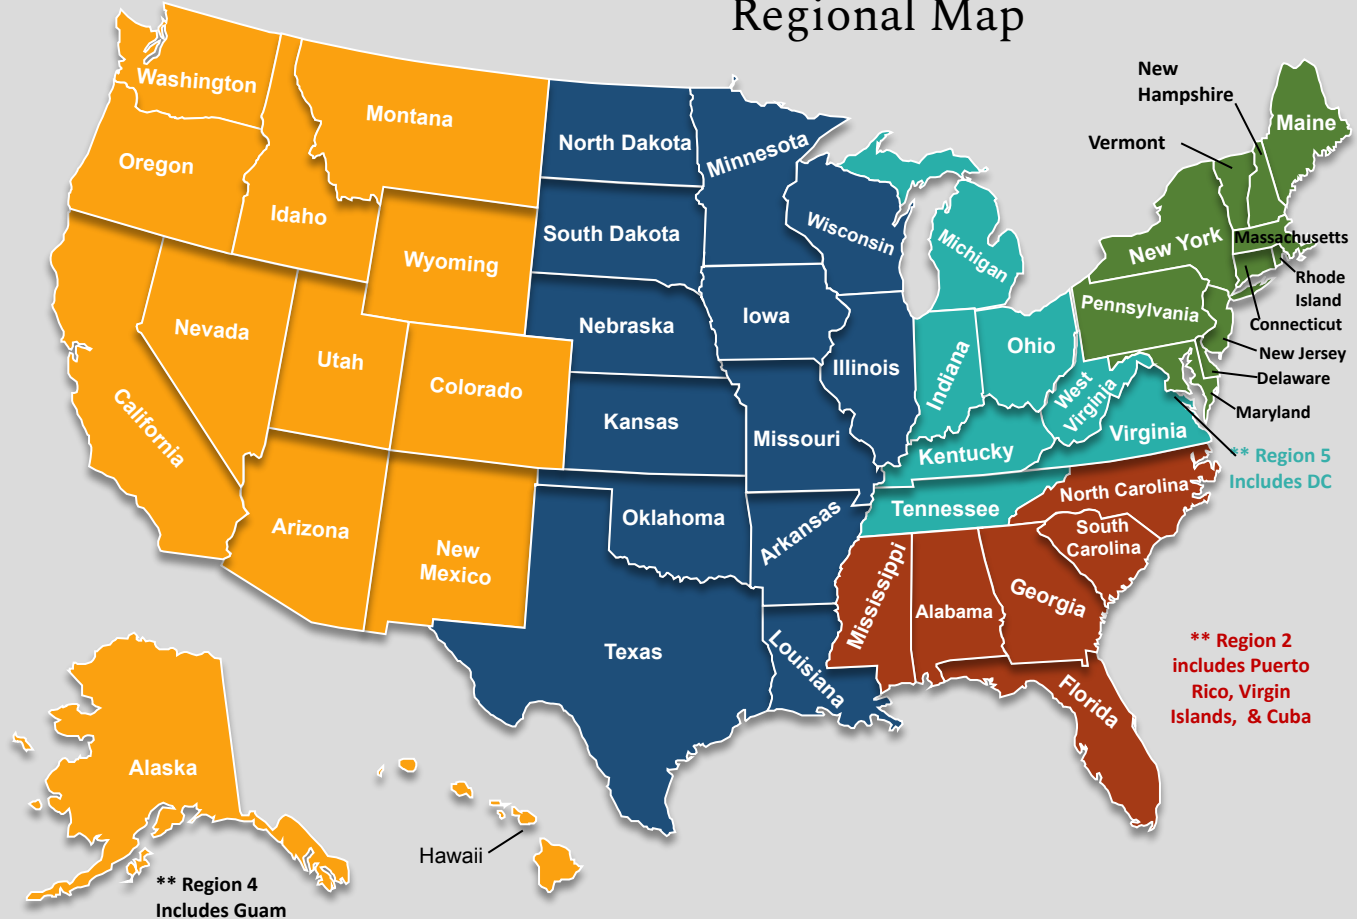 Regional Map
New
Hampshire
Maine
Vermont
Washington
Montana
North Dakota
Minnesota
Oregon
Idaho
South Dakota
Wisconsin
Michigan
New York
Massachusetts
Rhode
Island
Wyoming
Pennsylvania
Connecticut
Nevada
Nebraska
Iowa
Illinois
Indiana
Ohio
New Jersey
Utah
Colorado
West
Virginia
Delaware
Maryland
California
Kansas
Missouri
Kentucky
Virginia
** Region 5
Includes DC
Arizona
New
Mexico
Oklahoma
Arkansas
Tennessee
North Carolina
South
Carolina
Mississippi
Alabama
Georgia
Texas
Louisiana
Florida
** Region 2
includes Puerto
Rico, Virgin
Islands, & Cuba
Alaska
Hawaii
** Region 4
Includes Guam